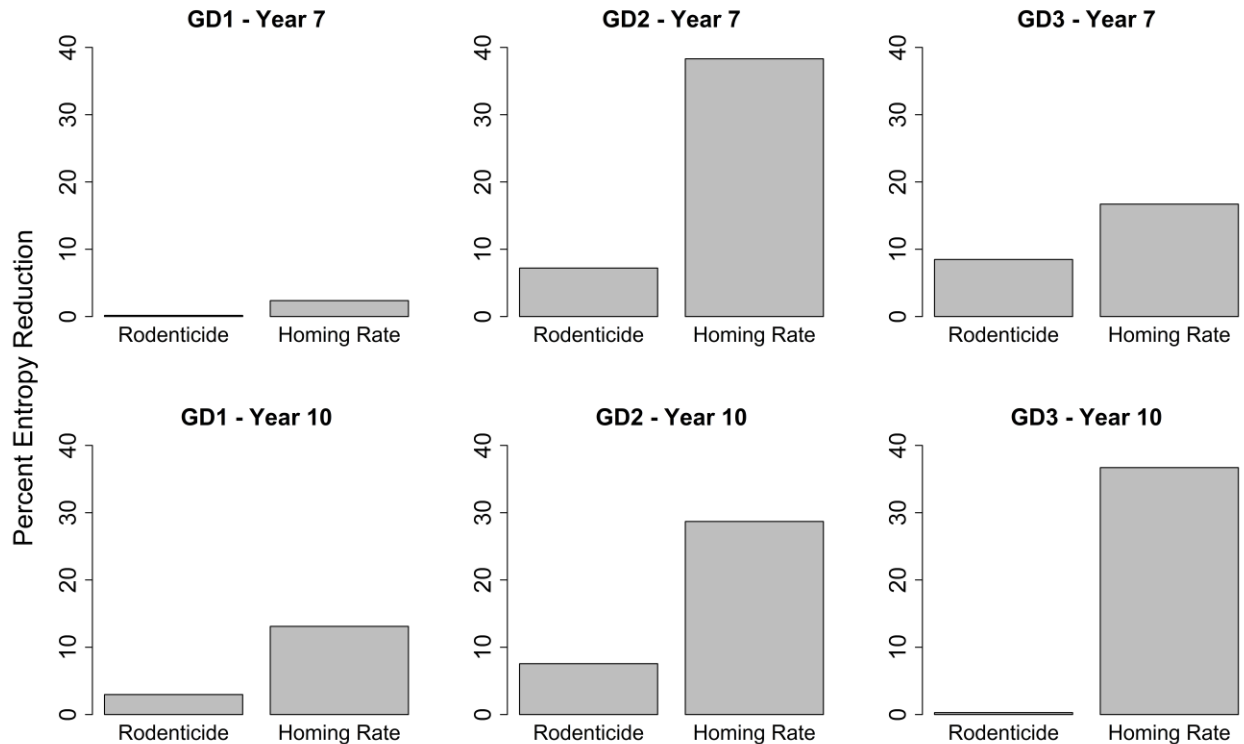 GD1 - Year 7
GD2 - Year 7
GD3 - Year 7
Percent Entropy Reduction
40
30
20
10
0
Rodenticide
Homing Rate
40
30
20
10
0
Rodenticide
Homing Rate
40
30
20
10
0
Rodenticide
Homing Rate
GD1 - Year 10
GD2 - Year 10
GD3 - Year 10
40
30
20
10
0
Rodenticide
Homing Rate
40
30
20
10
0
Rodenticide
Homing Rate
40
30
20
10
0
Rodenticide
Homing Rate